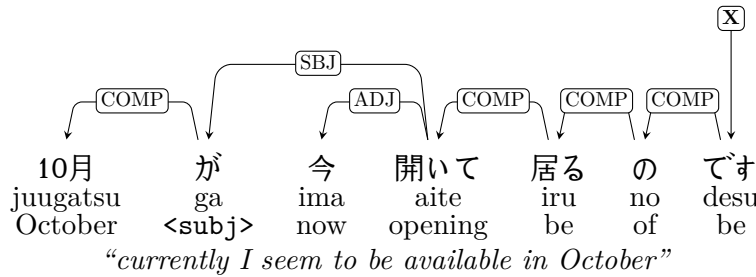 X
SBJ
COMP ADJ COMP COMP COMP
10月 が 今 開いて 居る の です
juugatsu ga ima aite iru no desu
October <subj> now opening be of be
“currently I seem to be available in October”